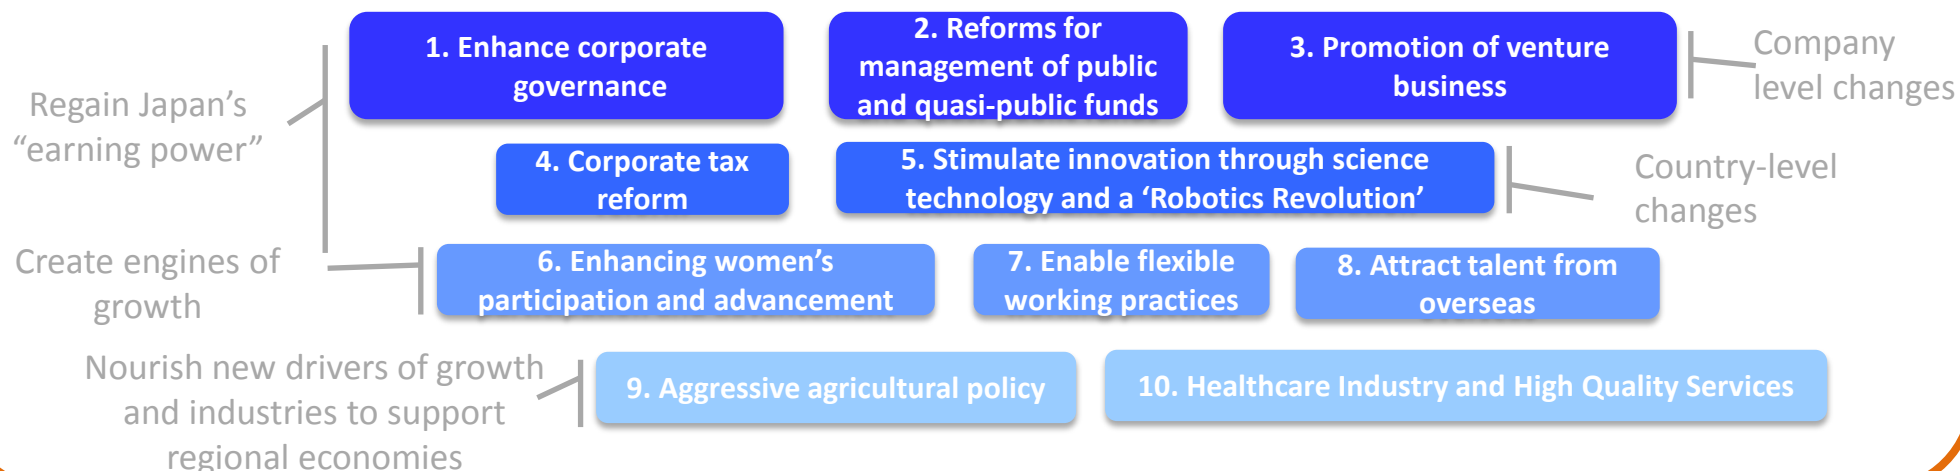 1. Enhance corporate
governance
2. Reforms for
management of public
and quasi-public funds
3. Promotion of venture
business
Company
level changes
Regain Japan's
“earning power”
4. Corporate tax
reform
5. Stimulate innovation through science
technology and a ‘Robotics Revolution’
Country-level
changes
Create engines of
growth
6. Enhancing women's
participation and advancement
7. Enable flexible
working practices
8. Attract talent from
overseas
Nourish new drivers of growth
and industries to support
regional economies
9. Aggressive agricultural policy
10. Healthcare Industry and High Quality Services